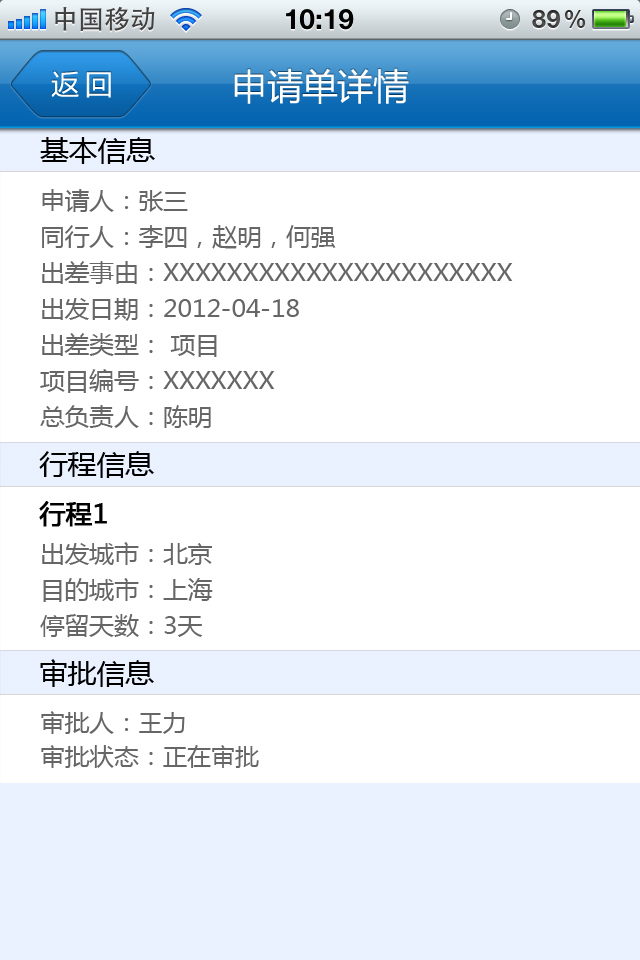 中国移动 10:19 89%
返回 申请单详情
基本信息
申请人：张三
同行人：李四，赵明，何强
出差事由：XXXXXXXXXXXXXXXXXXXXXX
出发日期：2012-04-18
出差类型： 项目
项目编号：XXXXXXX
总负责人：陈明
行程信息
行程1
出发城市：北京
目的城市：上海
停留天数：3天
审批信息
审批人：王力
审批状态：正在审批